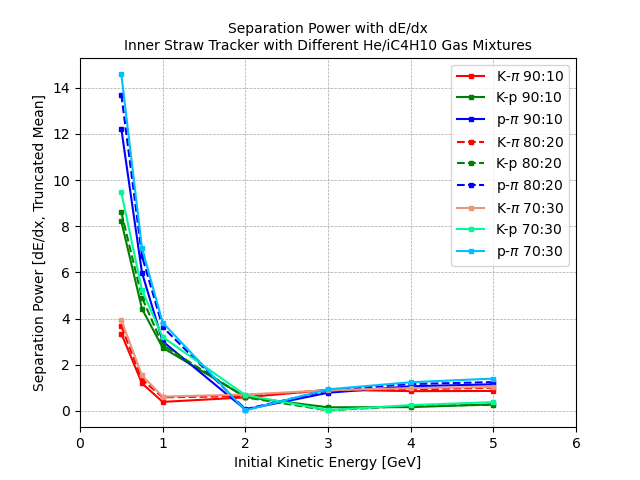 Separation Power with dE/dx
Inner Straw Tracker with Different He/iC4H10 Gas Mixtures
Separation Power [dE/dx, Truncated Mean]
14
12
10
8
6
4
2
0
K-π 90:10
K-p 90:10
p-π 90:10
K-π 80:20
K-p 80:20
p-π 80:20
K-π 70:30
K-p 70:30
p-π 70:30
0 1 2 3 4 5 6
Initial Kinetic Energy [GeV]